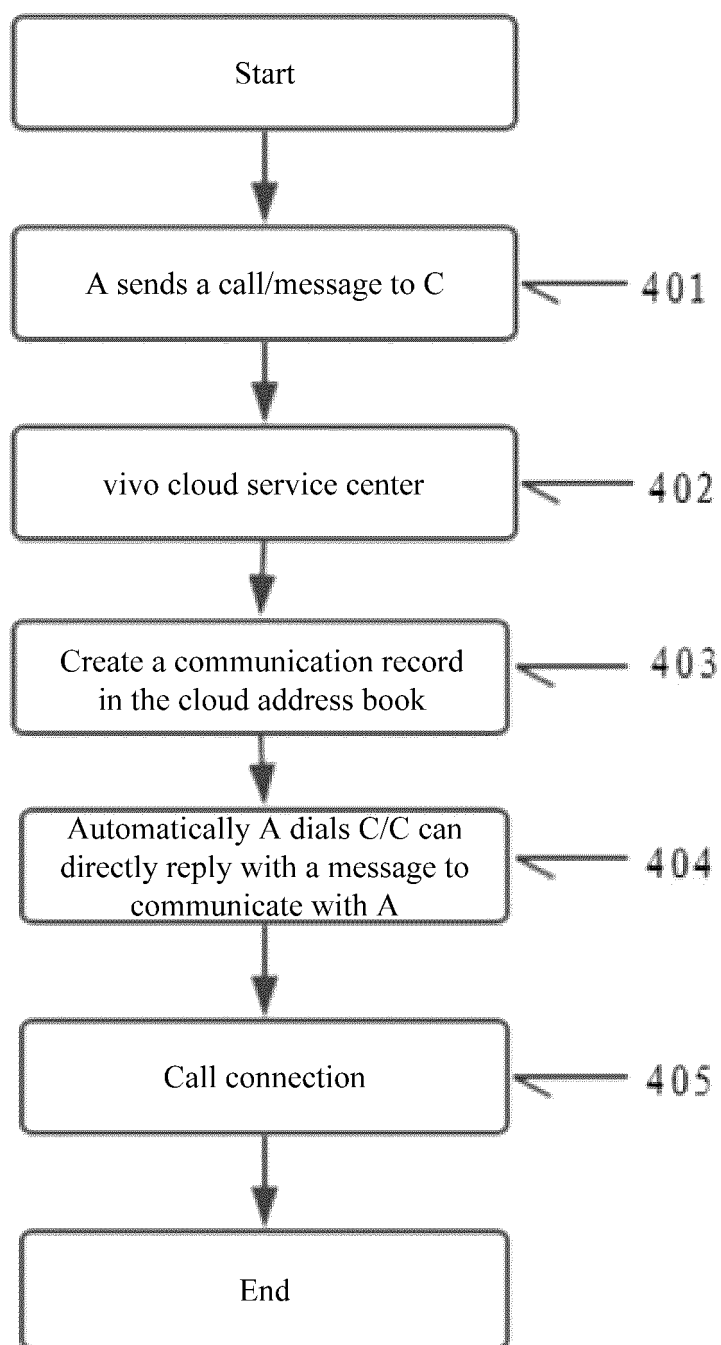 Start
A sends a call/message to C
401
vivo cloud service center
402
Create a communication record
in the cloud address book
403
Automatically A dials C/C can
directly reply with a message to
communicate with A
404
Call connection
405
End